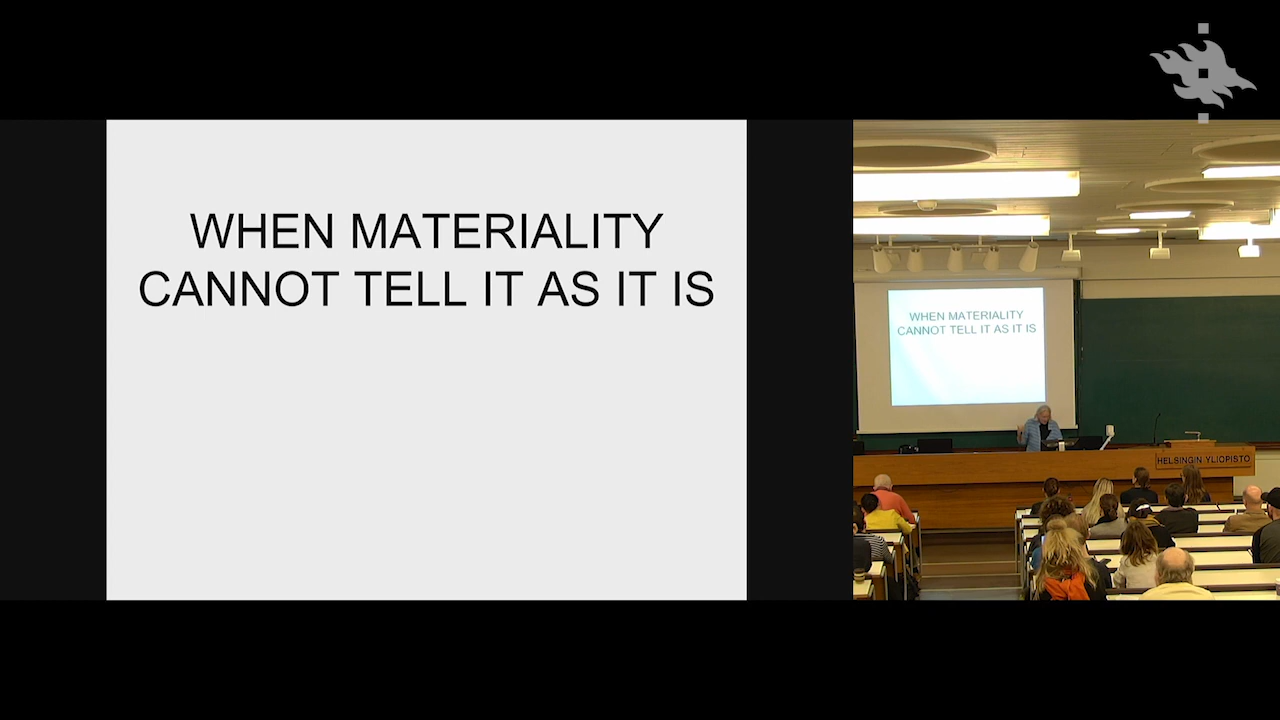 WHEN MATERIALITY
CANNOT TELL IT AS IT IS
WHEN MATERIALITY
CANNOT TELL IT AS IT IS
HELSINGIN YLIOPISTO